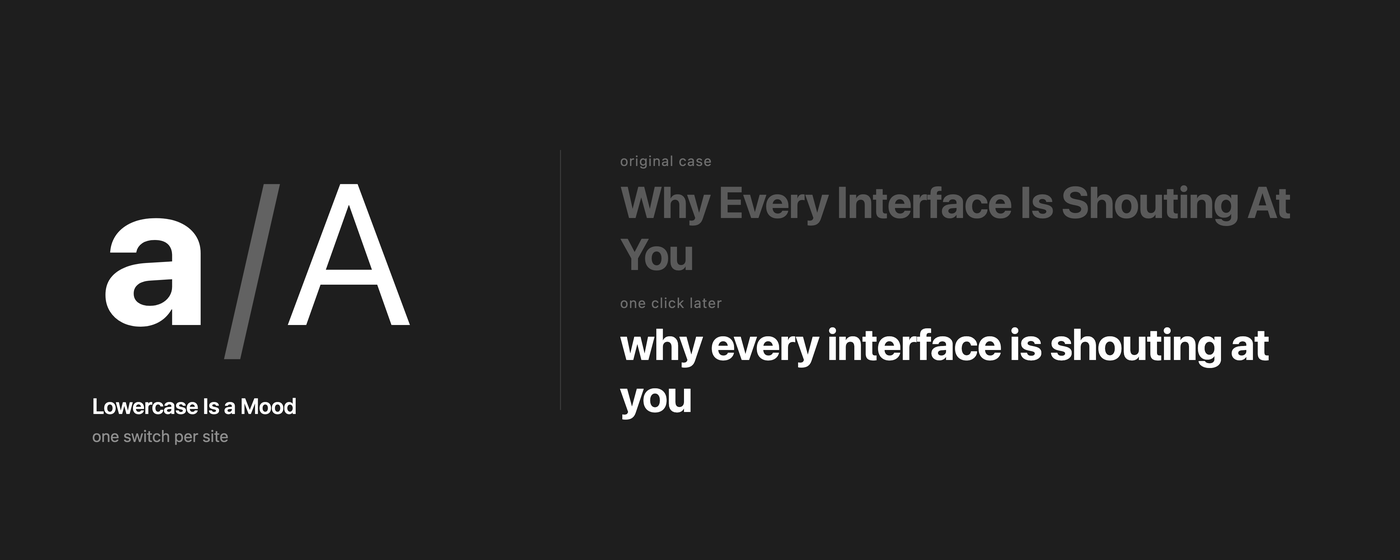 a/A
Lowercase Is a Mood
one switch per site
original case
Why Every Interface Is Shouting At
You
one click later
why every interface is shouting at
you